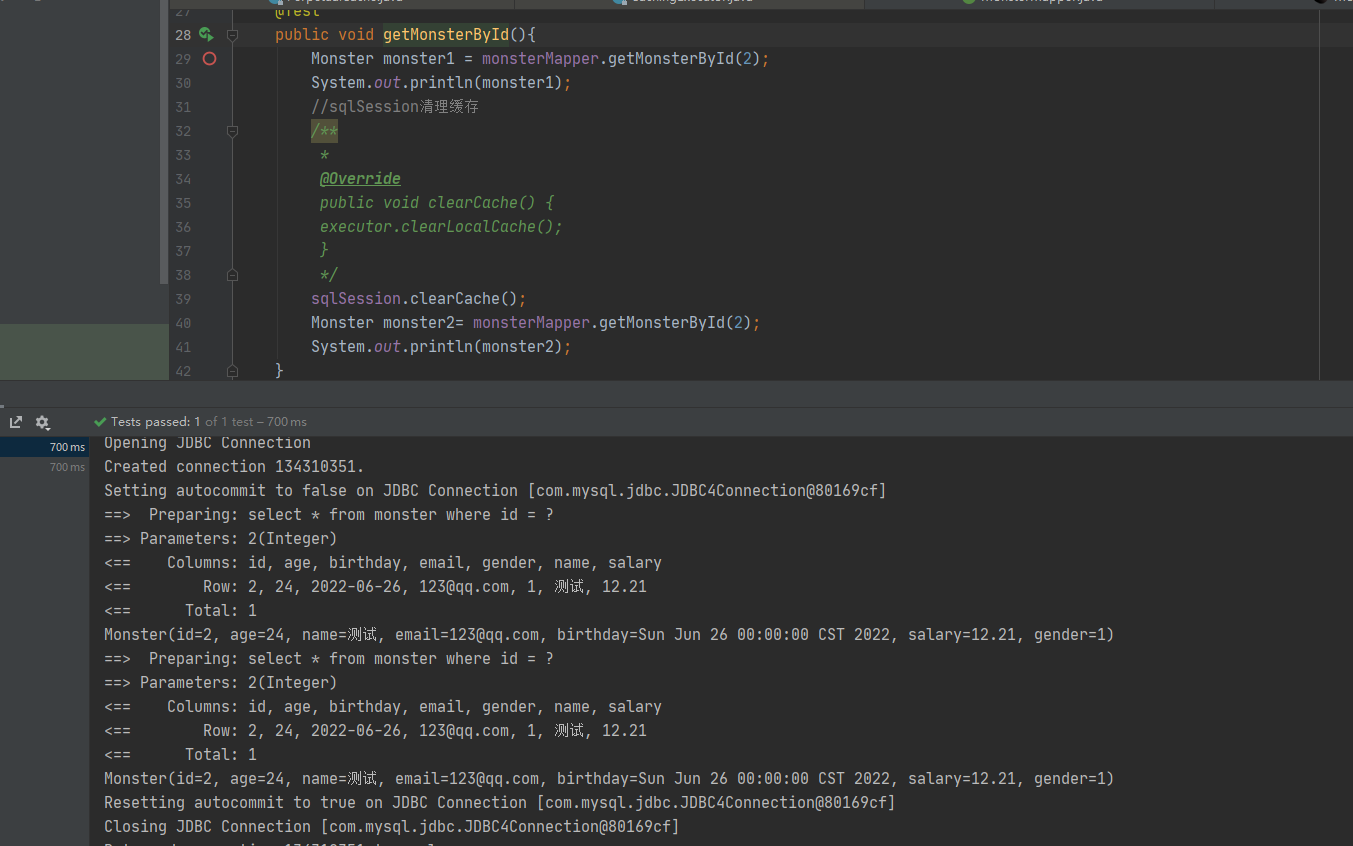 27 @Test
28 public void getMonsterById(){
29 Monster monster1 = monsterMapper.getMonsterById(2);
30 System.out.println(monster1);
31 //sqlSession清理缓存
32 /**
33 *
34 @Override
35 public void clearCache() {
36 executor.clearLocalCache();
37 }
38 */
39 sqlSession.clearCache();
40 Monster monster2= monsterMapper.getMonsterById(2);
41 System.out.println(monster2);
42 }
Tests passed: 1 of 1 test – 700 ms
700 ms
700 ms
Opening JDBC Connection
Created connection 134310351.
Setting autocommit to false on JDBC Connection [com.mysql.jdbc.JDBC4Connection@80169cf]
==>  Preparing: select * from monster where id = ?
==> Parameters: 2(Integer)
<==    Columns: id, age, birthday, email, gender, name, salary
<==        Row: 2, 24, 2022-06-26, 123@qq.com, 1, 测试, 12.21
<==      Total: 1
Monster(id=2, age=24, name=测试, email=123@qq.com, birthday=Sun Jun 26 00:00:00 CST 2022, salary=12.21, gender=1)
==>  Preparing: select * from monster where id = ?
==> Parameters: 2(Integer)
<==    Columns: id, age, birthday, email, gender, name, salary
<==        Row: 2, 24, 2022-06-26, 123@qq.com, 1, 测试, 12.21
<==      Total: 1
Monster(id=2, age=24, name=测试, email=123@qq.com, birthday=Sun Jun 26 00:00:00 CST 2022, salary=12.21, gender=1)
Resetting autocommit to true on JDBC Connection [com.mysql.jdbc.JDBC4Connection@80169cf]
Closing JDBC Connection [com.mysql.jdbc.JDBC4Connection@80169cf]